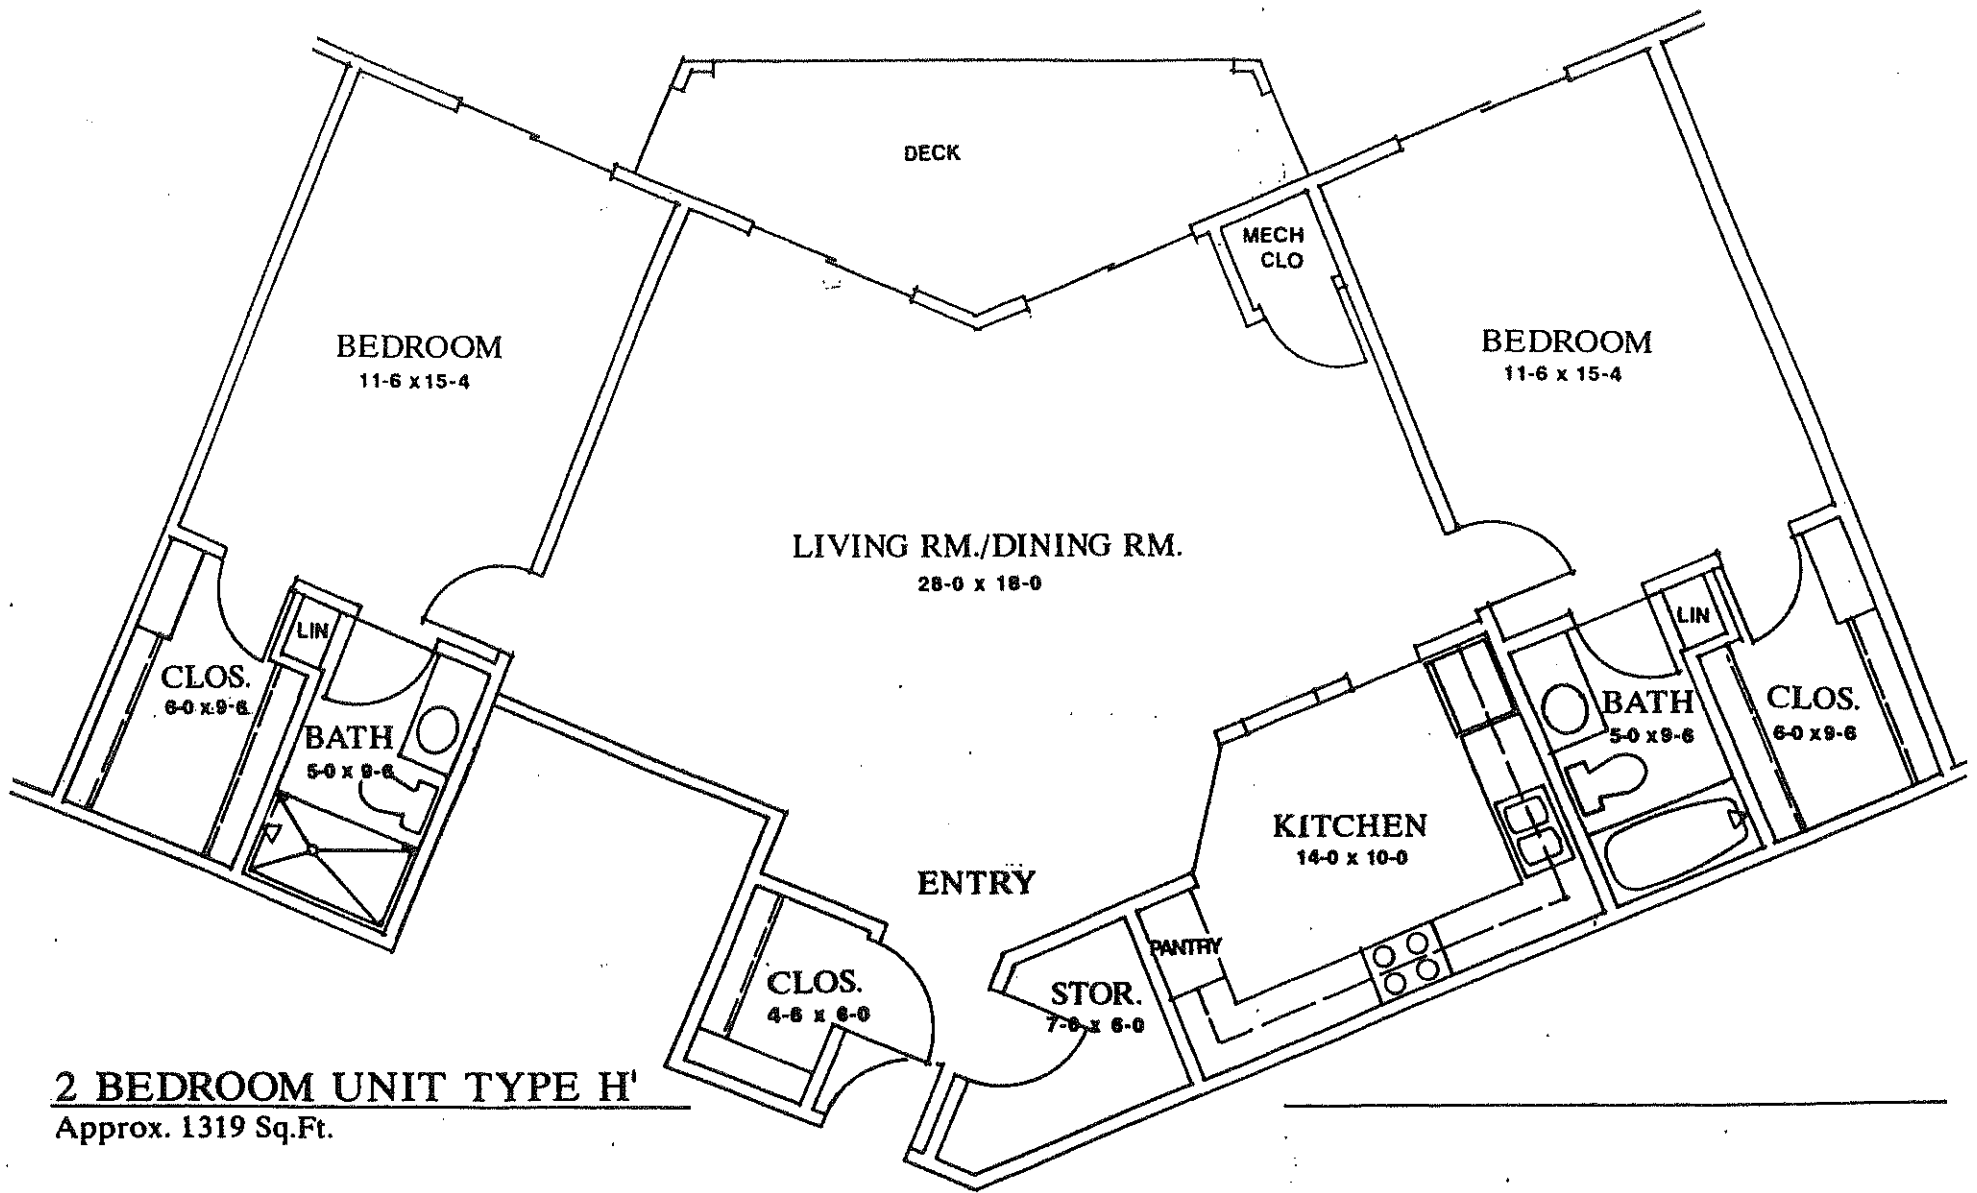 DECK
MECH
CLO
BEDROOM
11-6 x 15-4
BEDROOM
11-6 x 15-4
LIVING RM./DINING RM.
28-0 x 18-0
LIN
CLOS.
6-0 x 9-6
BATH
5-0 x 9-6
LIN
BATH
5-0 x 9-6
CLOS.
6-0 x 9-6
KITCHEN
14-0 x 10-0
ENTRY
PANTRY
CLOS.
4-6 x 6-0
STOR.
7-6 x 6-0
2 BEDROOM UNIT TYPE H'
Approx. 1319 Sq.Ft.